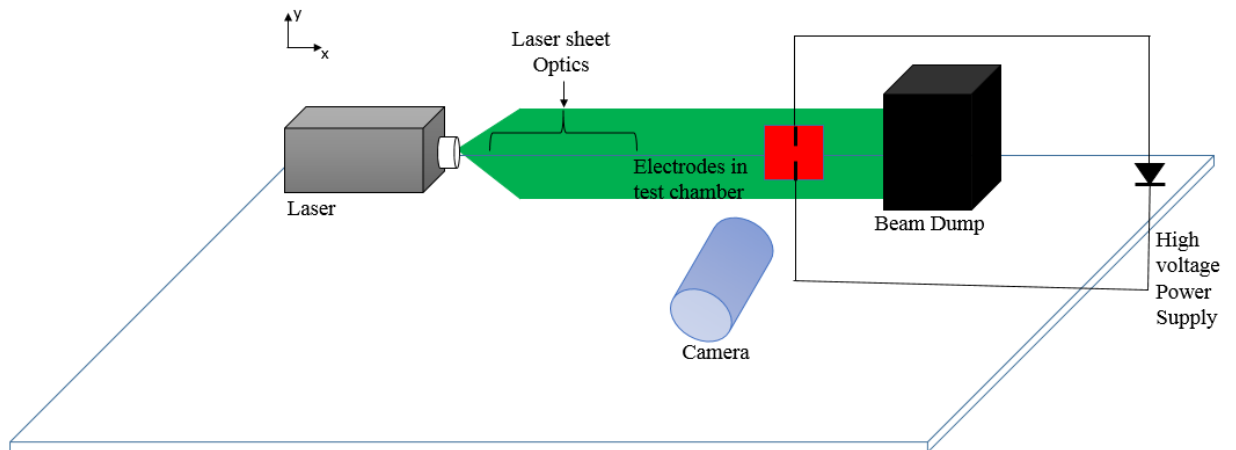 y
x
Laser sheet
Optics
Laser
Electrodes in
test chamber
Beam Dump
High
voltage
Power
Supply
Camera